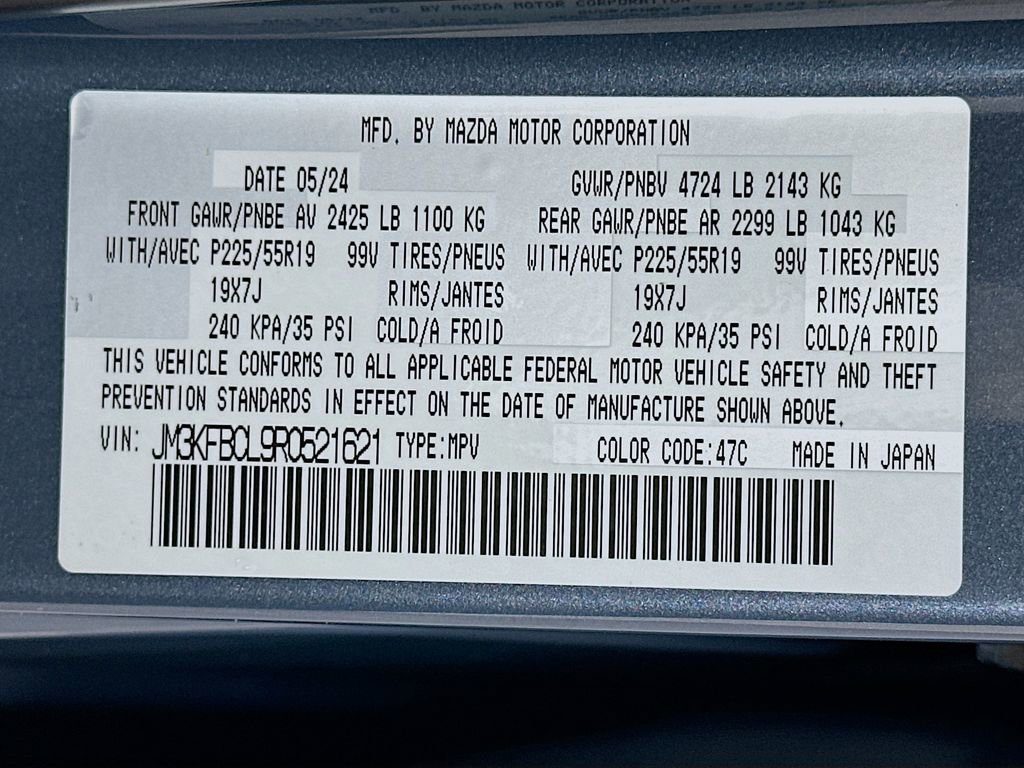 MFD. BY MAZDA MOTOR CORPORATION
DATE 05/24 GVWR/PNBV 4724 LB 2143 KG
FRONT GAWR/PNBE AV 2425 LB 1100 KG REAR GAWR/PNBE AR 2299 LB 1043 KG
WITH/AVEC P225/55R19 99V TIRES/PNEUS WITH/AVEC P225/55R19 99V TIRES/PNEUS
19X7J RIMS/JANTES 19X7J RIMS/JANTES
240 KPA/35 PSI COLD/A FROID 240 KPA/35 PSI COLD/A FROID
THIS VEHICLE CONFORMS TO ALL APPLICABLE FEDERAL MOTOR VEHICLE SAFETY AND THEFT
PREVENTION STANDARDS IN EFFECT ON THE DATE OF MANUFACTURE SHOWN ABOVE.
VIN: JM3KFBCL9R0521621 TYPE:MPV COLOR CODE:47C MADE IN JAPAN